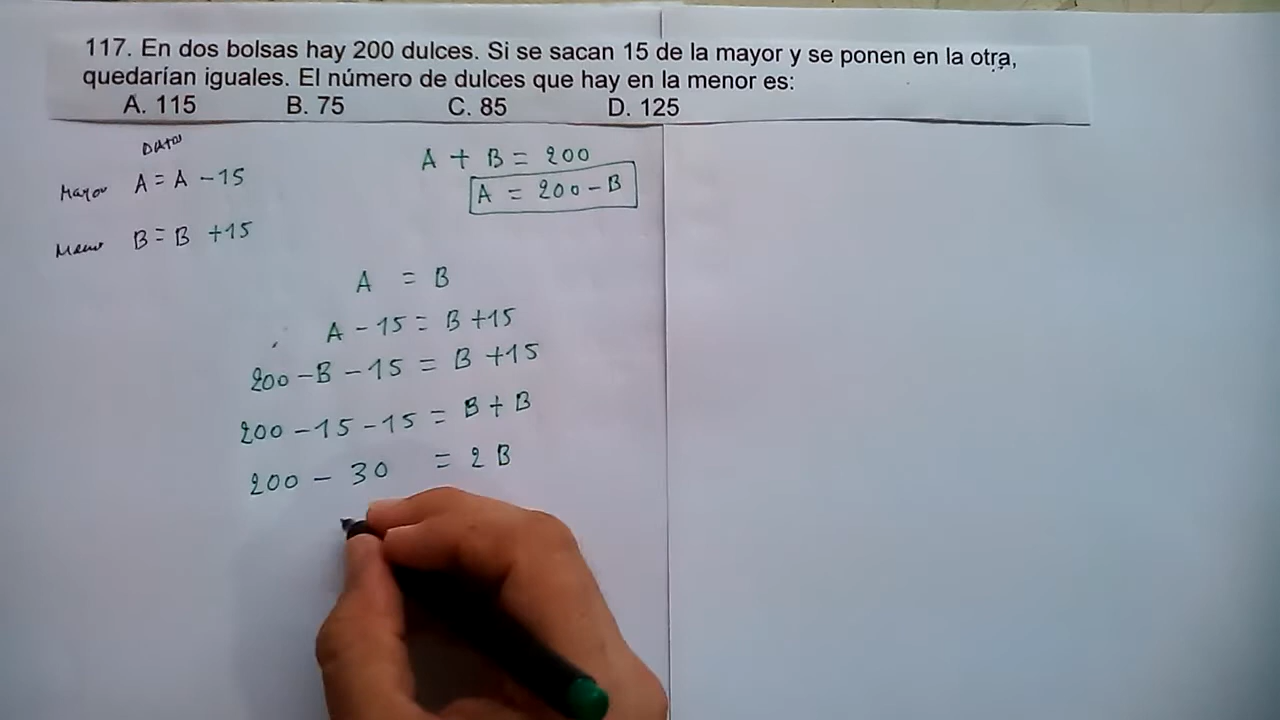 117. En dos bolsas hay 200 dulces. Si se sacan 15 de la mayor y se ponen en la otra,
quedarían iguales. El número de dulces que hay en la menor es:
A. 115 B. 75 C. 85 D. 125
Datos
Mayor A = A - 15
Menor B = B + 15
A + B = 200
A = 200 - B
A = B
A - 15 = B + 15
200 - B - 15 = B + 15
200 - 15 - 15 = B + B
200 - 30 = 2B